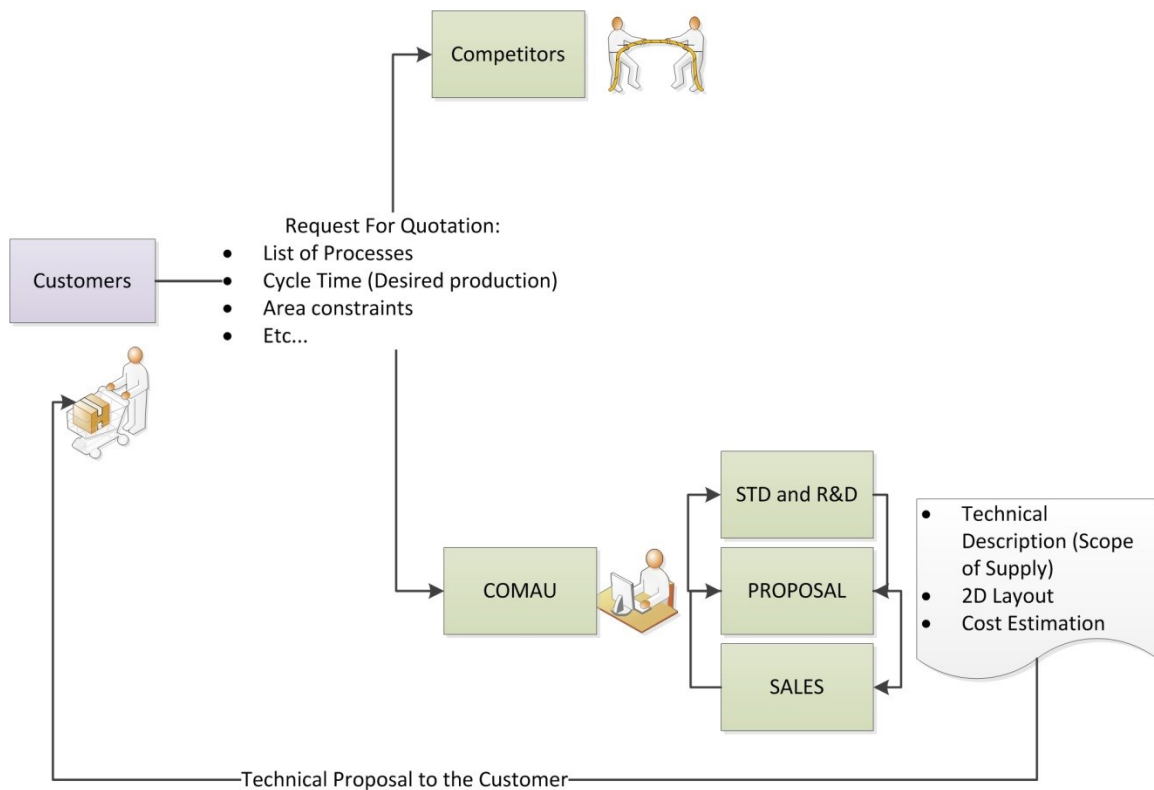 Competitors
Request For Quotation:
• List of Processes
• Cycle Time (Desired production)
• Area constraints
• Etc...
Customers
STD and R&D
COMAU
PROPOSAL
SALES
• Technical
Description (Scope
of Supply)
• 2D Layout
• Cost Estimation
Technical Proposal to the Customer